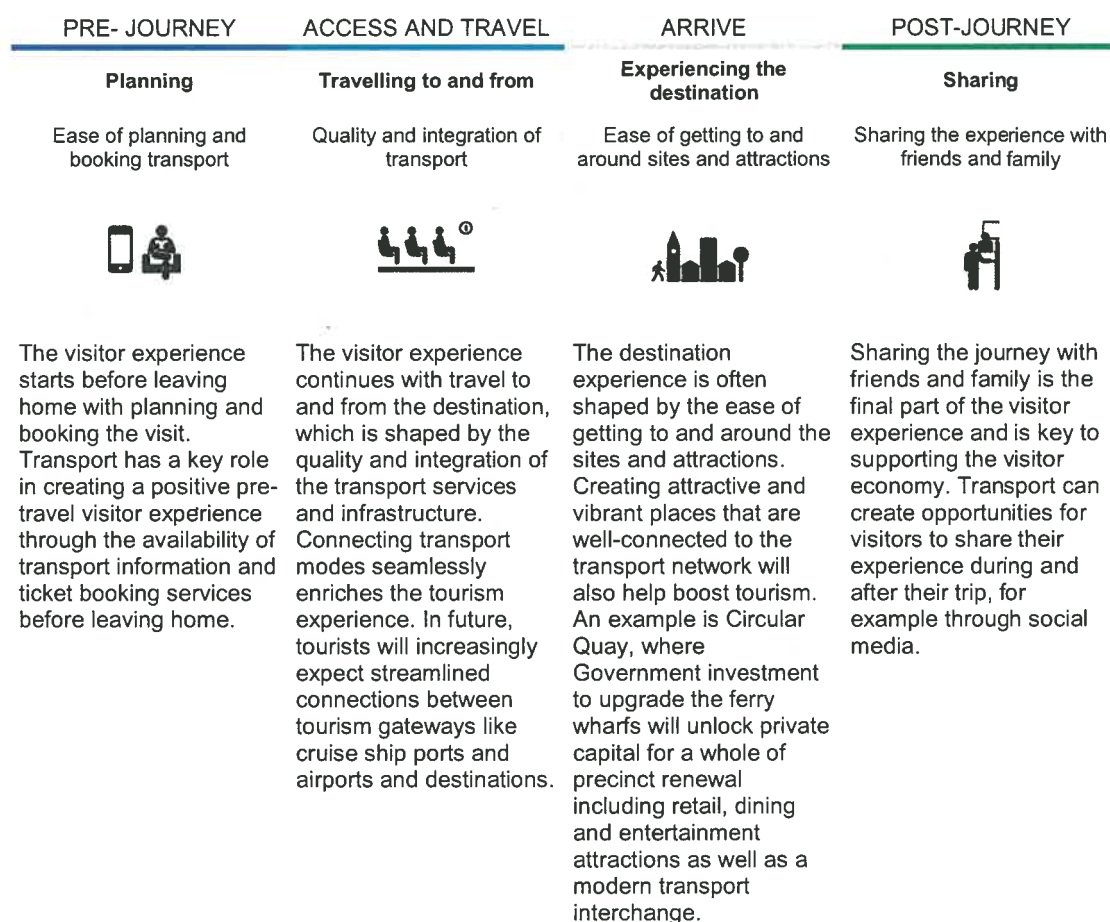 PRE- JOURNEY
Planning
Ease of planning and
booking transport
The visitor experience
starts before leaving
home with planning and
booking the visit.
Transport has a key role
in creating a positive pre-
travel visitor experience
through the availability of
transport information and
ticket booking services
before leaving home.
ACCESS AND TRAVEL
Travelling to and from
Quality and integration of
transport
The visitor experience
continues with travel to
and from the destination,
which is shaped by the
quality and integration of
the transport services
and infrastructure.
Connecting transport
modes seamlessly
enriches the tourism
experience. In future,
tourists will increasingly
expect streamlined
connections between
tourism gateways like
cruise ship ports and
airports and destinations.
ARRIVE
Experiencing the
destination
Ease of getting to and
around sites and attractions
The destination
experience is often
shaped by the ease of
getting to and around the
sites and attractions.
Creating attractive and
vibrant places that are
well-connected to the
transport network will
also help boost tourism.
An example is Circular
Quay, where
Government investment
to upgrade the ferry
wharfs will unlock private
capital for a whole of
precinct renewal
including retail, dining
and entertainment
attractions as well as a
modern transport
interchange.
POST-JOURNEY
Sharing
Sharing the experience with
friends and family
Sharing the journey with
friends and family is the
final part of the visitor
experience and is key to
supporting the visitor
economy. Transport can
create opportunities for
visitors to share their
experience during and
after their trip, for
example through social
media.